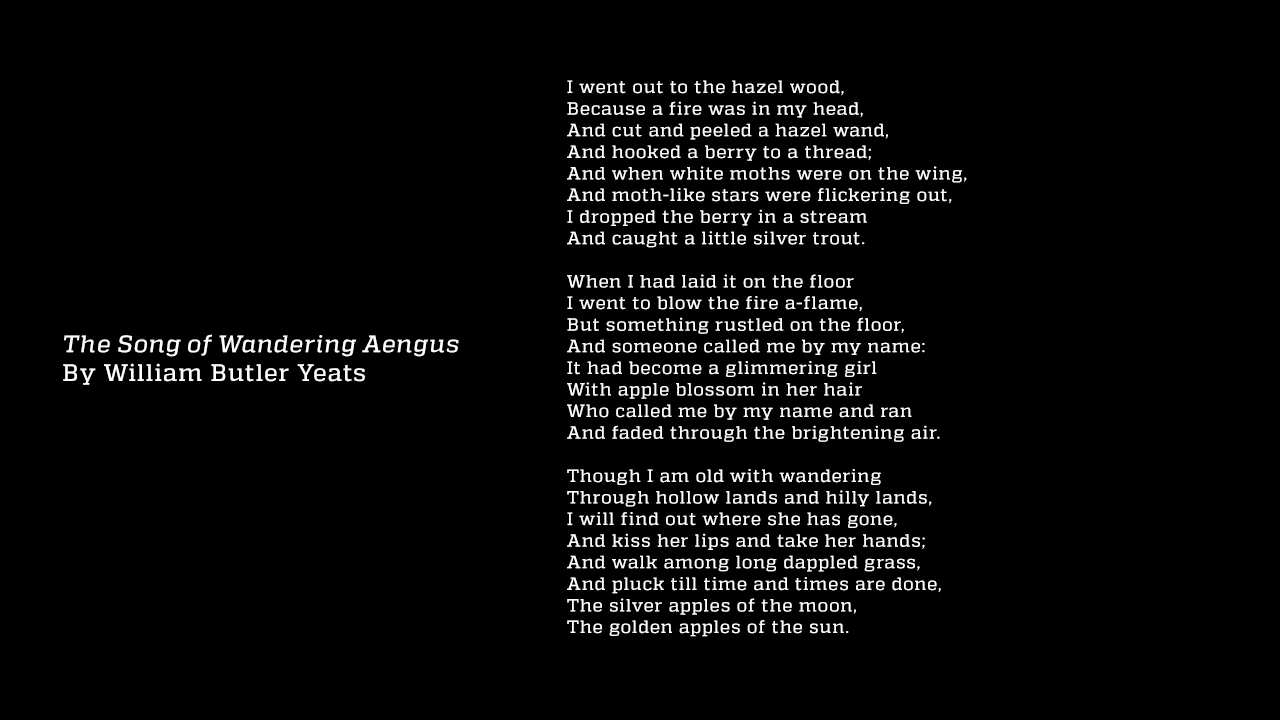 The Song of Wandering Aengus
By William Butler Yeats
I went out to the hazel wood,
Because a fire was in my head,
And cut and peeled a hazel wand,
And hooked a berry to a thread;
And when white moths were on the wing,
And moth-like stars were flickering out,
I dropped the berry in a stream
And caught a little silver trout.
When I had laid it on the floor
I went to blow the fire a-flame,
But something rustled on the floor,
And someone called me by my name:
It had become a glimmering girl
With apple blossom in her hair
Who called me by my name and ran
And faded through the brightening air.
Though I am old with wandering
Through hollow lands and hilly lands,
I will find out where she has gone,
And kiss her lips and take her hands;
And walk among long dappled grass,
And pluck till time and times are done,
The silver apples of the moon,
The golden apples of the sun.